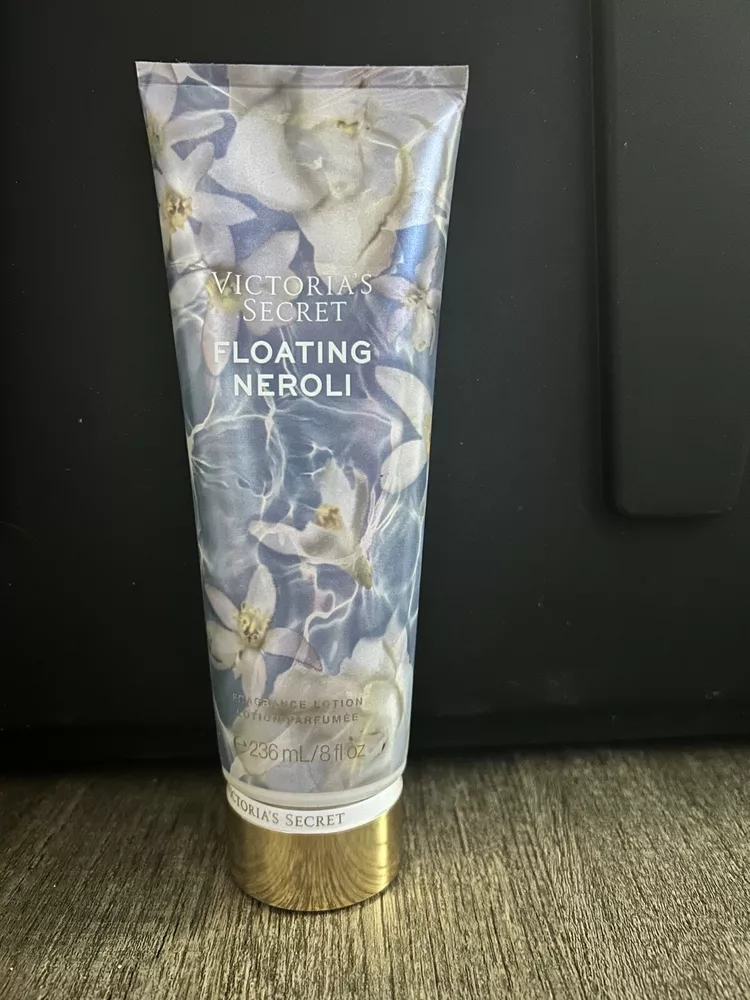 VICTORIA'S
SECRET
FLOATING
NEROLI
FRAGRANCE LOTION
LOTION PARFUMÉE
℮ 236 mL/8 fl oz
VICTORIA'S SECRET